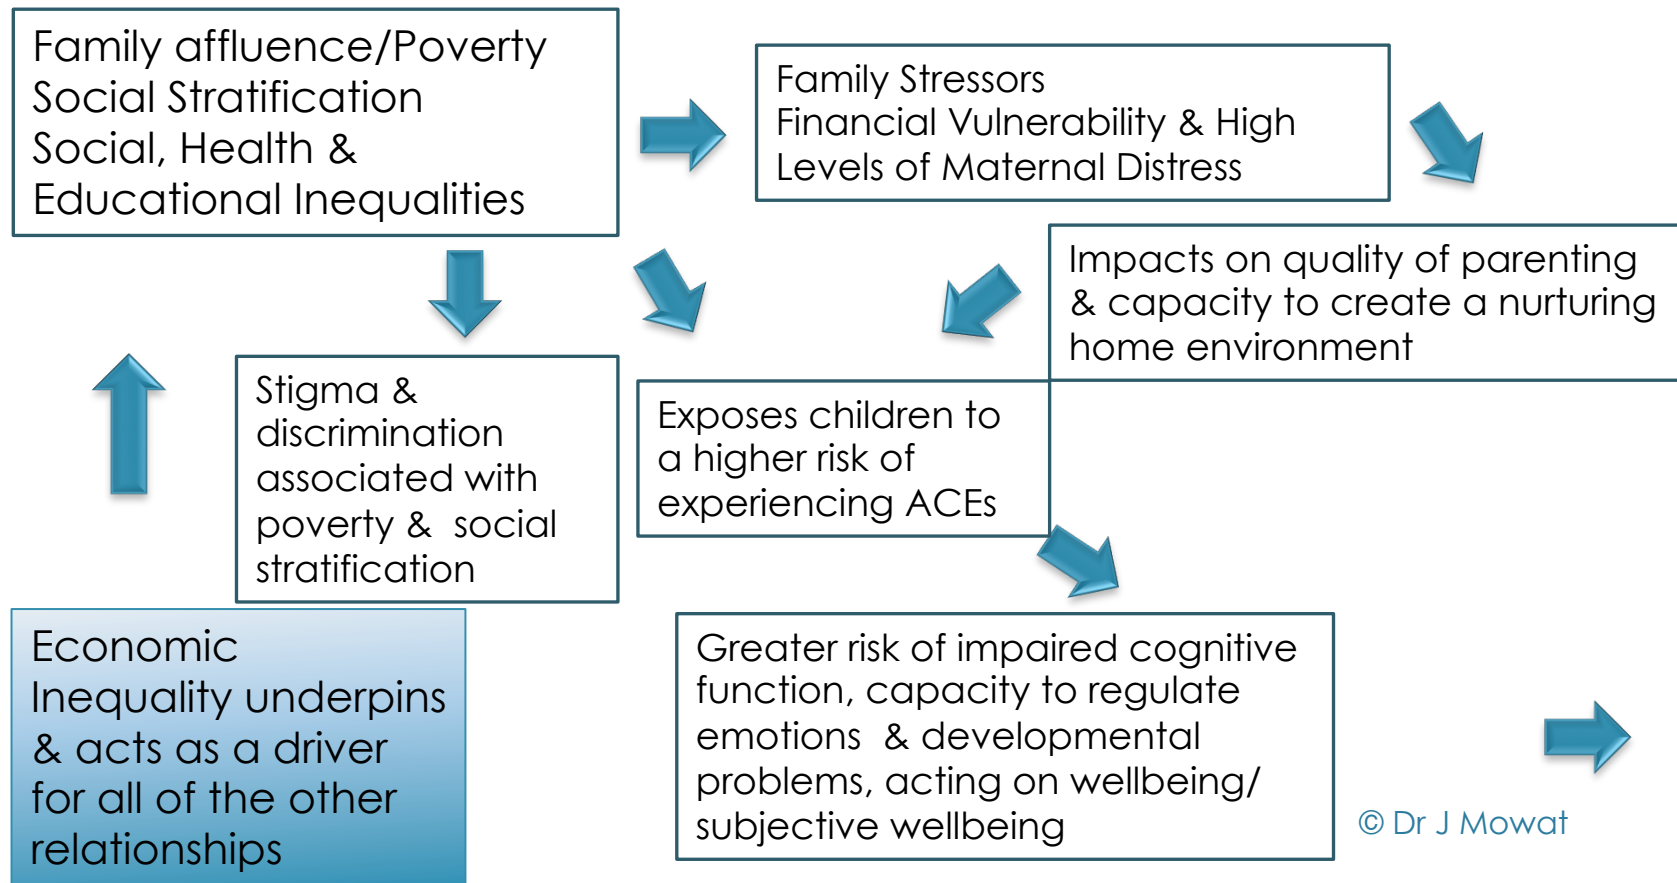 Family affluence/Poverty
Social Stratification
Social, Health &
Educational Inequalities
Family Stressors
Financial Vulnerability & High
Levels of Maternal Distress
Impacts on quality of parenting
& capacity to create a nurturing
home environment
Stigma &
discrimination
associated with
poverty &  social
stratification
Exposes children to
a higher risk of
experiencing ACEs
Economic
Inequality underpins
& acts as a driver
for all of the other
relationships
Greater risk of impaired cognitive
function, capacity to regulate
emotions  & developmental
problems, acting on wellbeing/
subjective wellbeing
© Dr J Mowat